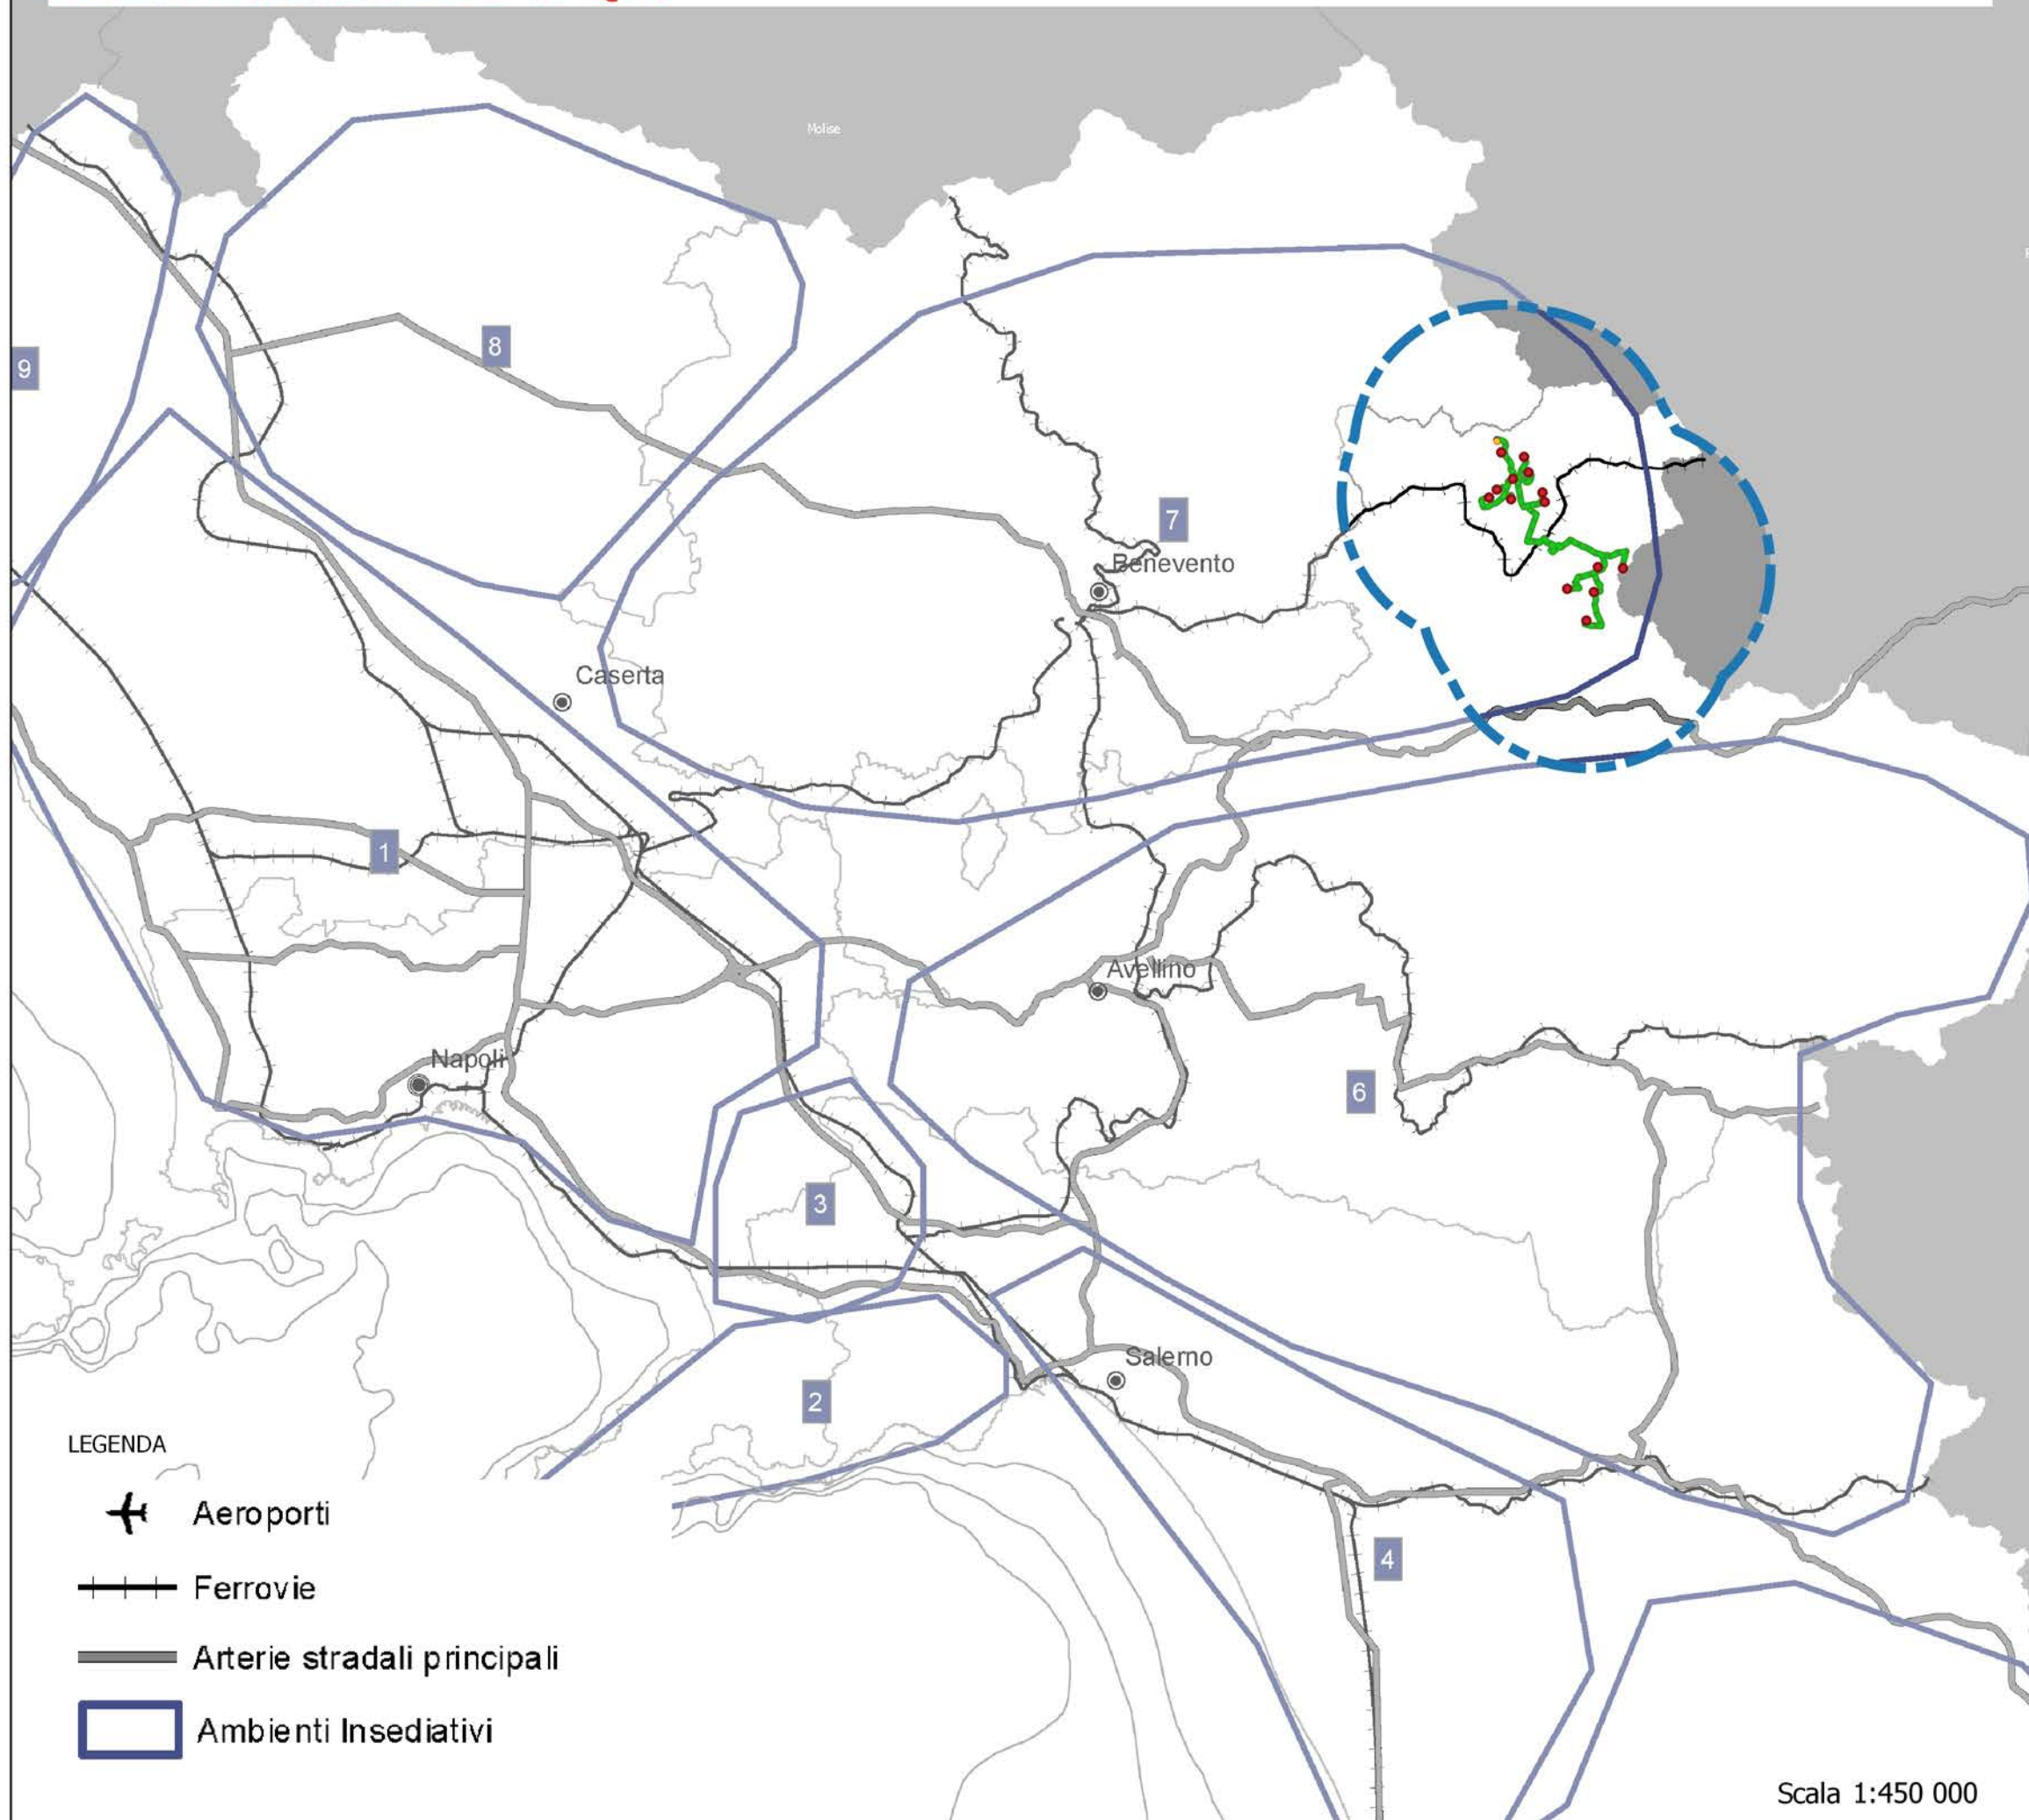 Molise
8
9
7
Benevento
Caserta
1
Avellino
Napoli
6
3
Salerno
2
LEGENDA
Aeroporti
4
Ferrovie
Arterie stradali principali
Ambienti Insediativi
Scala 1:450 000